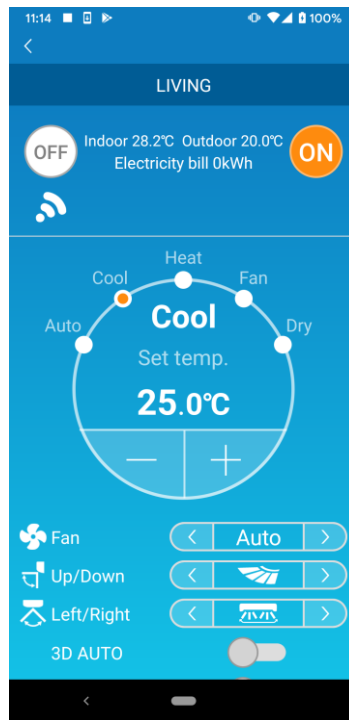 11:14 100%
LIVING
OFF
Indoor 28.2℃ Outdoor 20.0℃
Electricity bill 0kWh
ON
Heat
Cool Fan
Auto Cool Dry
Set temp.
25.0℃
Fan Auto
Up/Down
Left/Right
3D AUTO